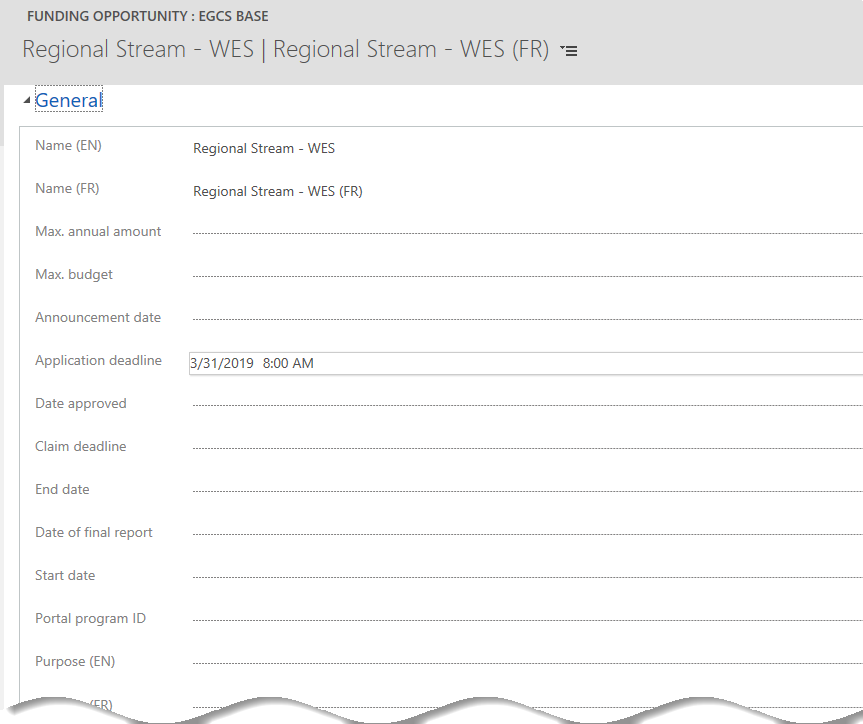 FUNDING OPPORTUNITY : EGCS BASE
Regional Stream - WES | Regional Stream - WES (FR)
General
Name (EN) Regional Stream - WES
Name (FR) Regional Stream - WES (FR)
Max. annual amount
Max. budget
Announcement date
Application deadline 3/31/2019 8:00 AM
Date approved
Claim deadline
End date
Date of final report
Start date
Portal program ID
Purpose (EN)
(FR)